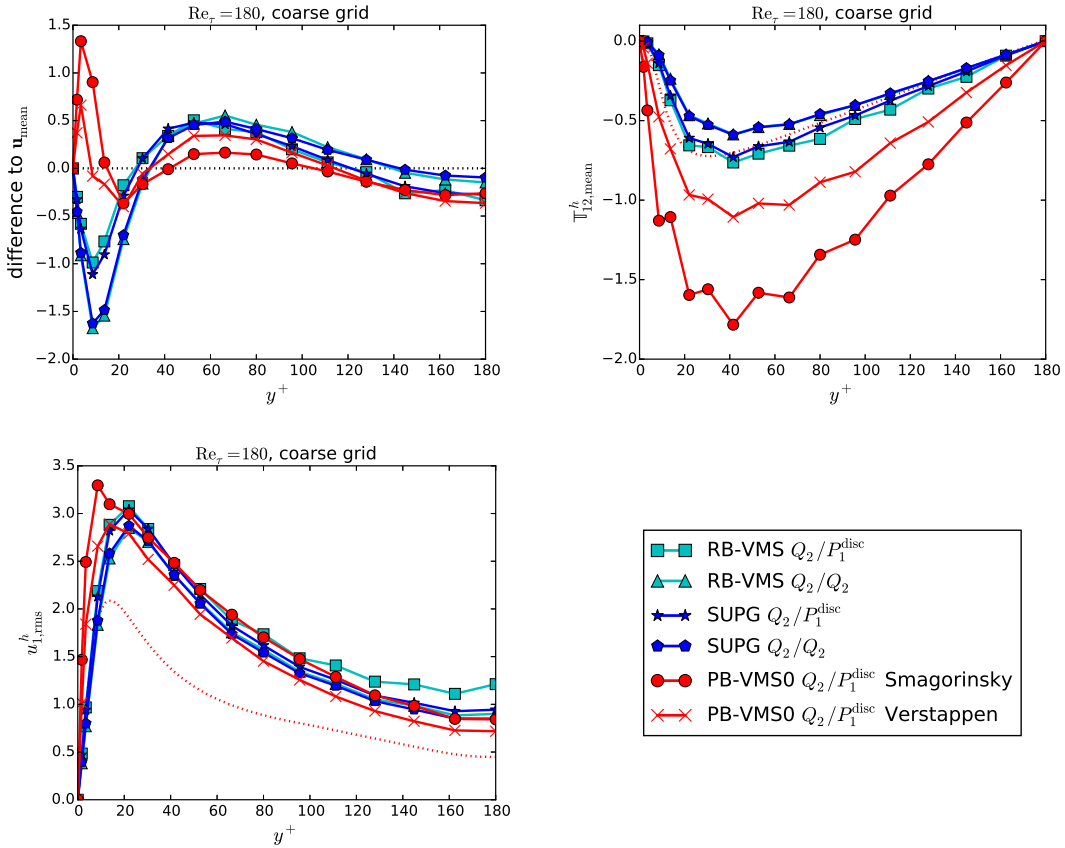 Re_τ =180, coarse grid
1.5
1.0
0.5
0.0
−0.5
−1.0
−1.5
−2.0
difference to u_mean
0 20 40 60 80 100 120 140 160 180
y^+
Re_τ =180, coarse grid
0.0
−0.5
−1.0
−1.5
−2.0
𝕋^h_12,mean
0 20 40 60 80 100 120 140 160 180
y^+
Re_τ =180, coarse grid
3.5
3.0
2.5
2.0
1.5
1.0
0.5
0.0
u^h_1,rms
0 20 40 60 80 100 120 140 160 180
y^+
RB-VMS Q_2/P_1^disc
RB-VMS Q_2/Q_2
SUPG Q_2/P_1^disc
SUPG Q_2/Q_2
PB-VMS0 Q_2/P_1^disc Smagorinsky
PB-VMS0 Q_2/P_1^disc Verstappen